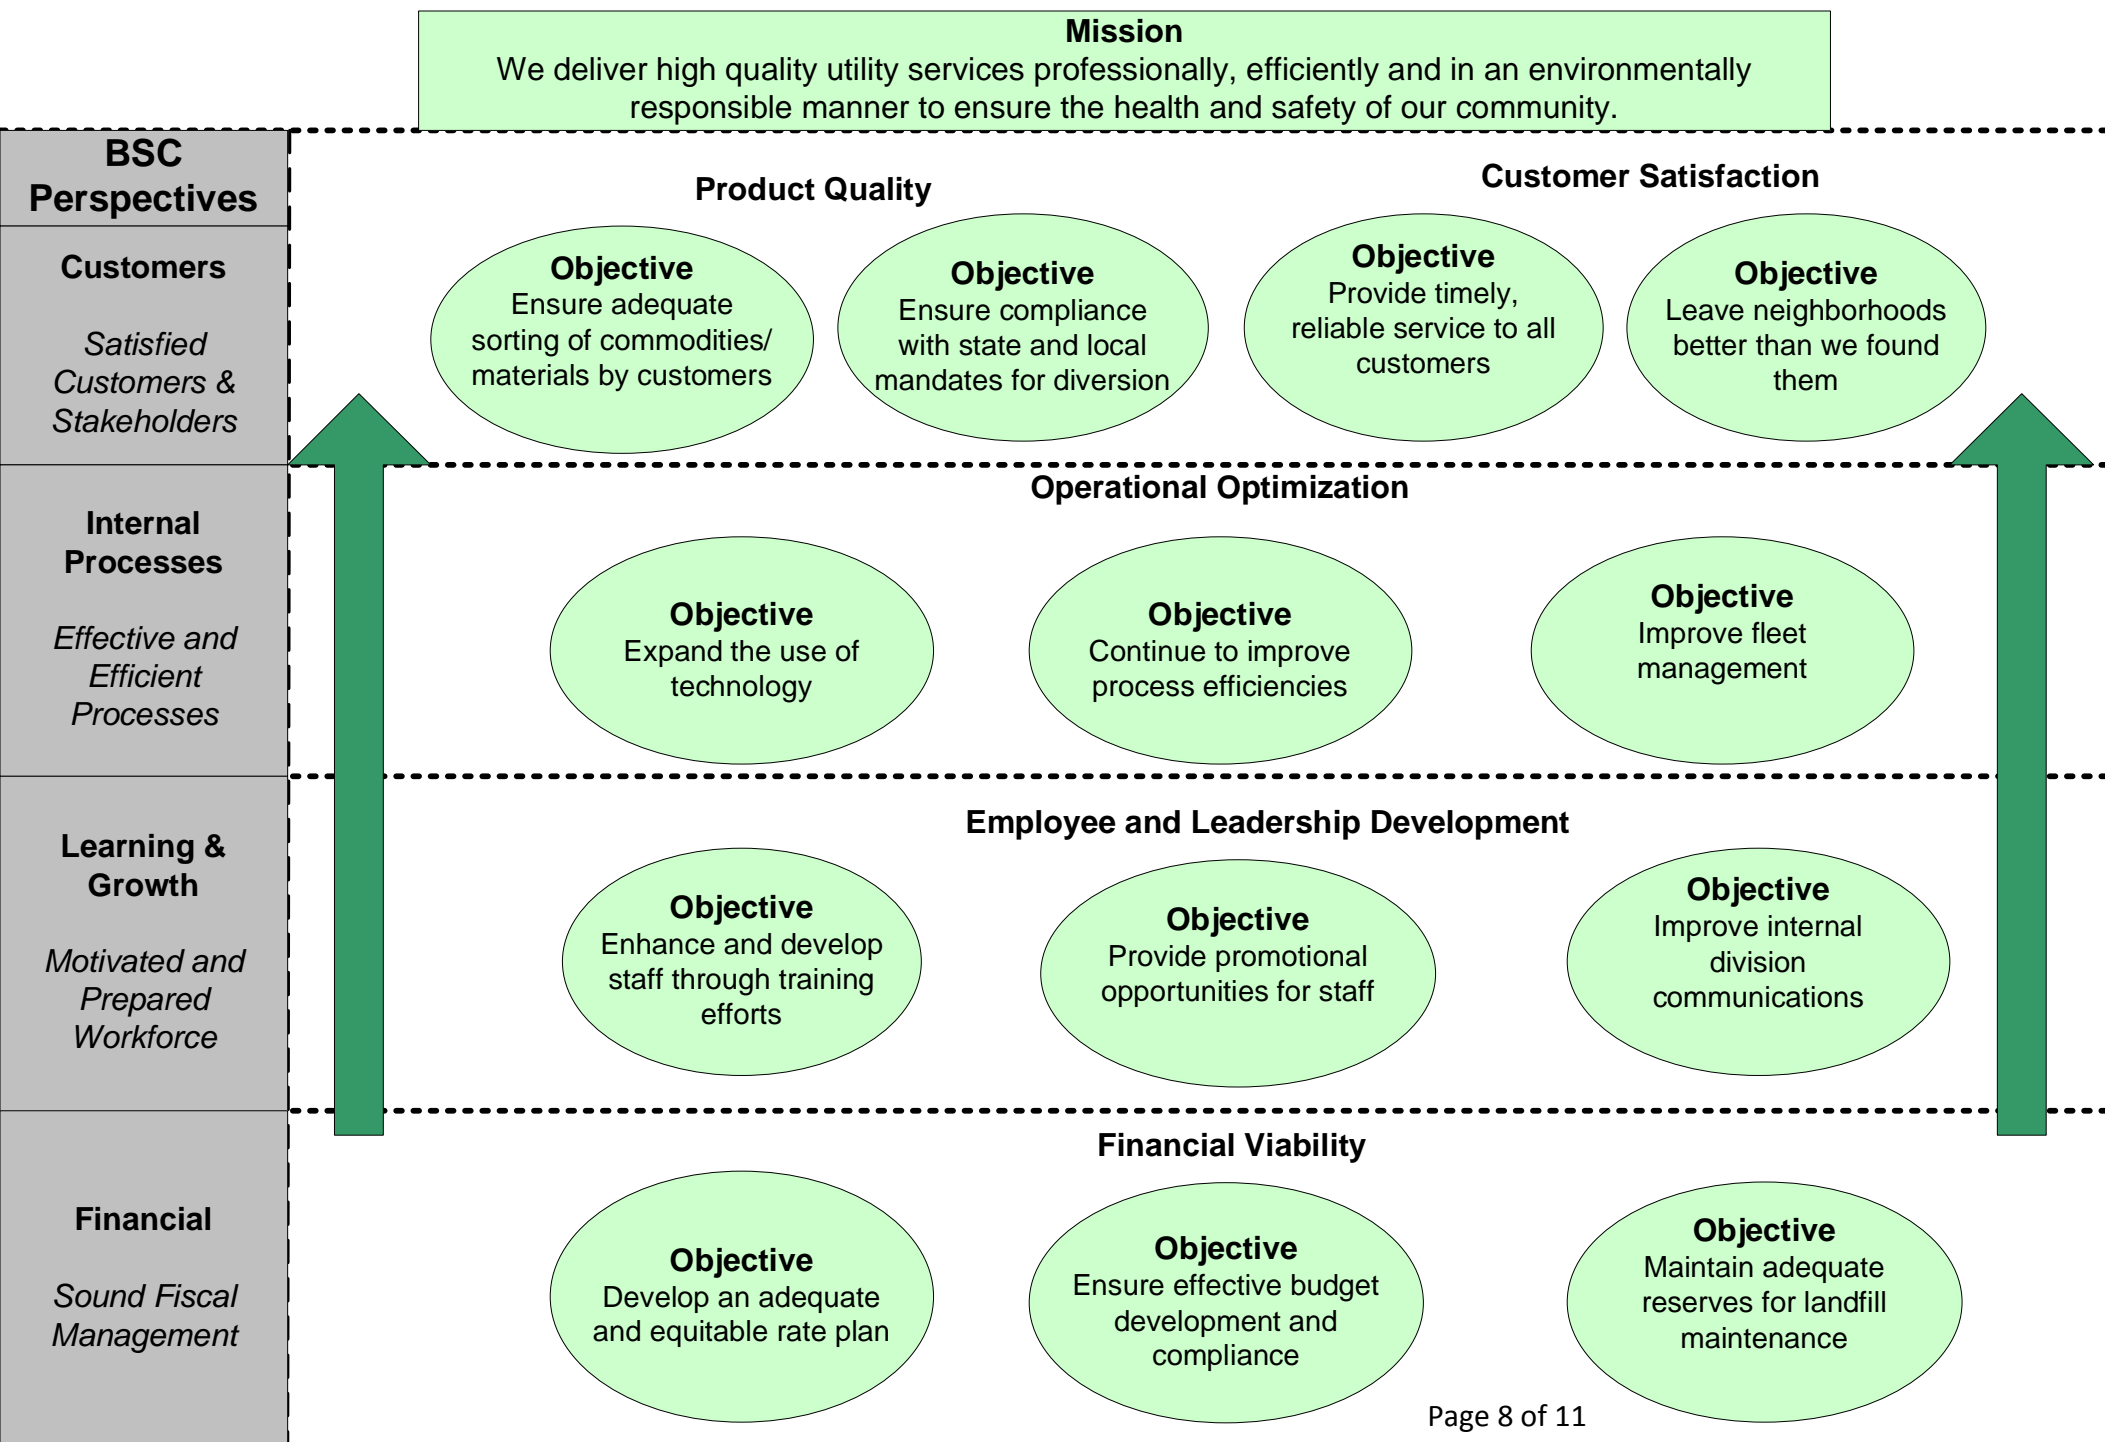 Mission
We deliver high quality utility services professionally, efficiently and in an environmentally
responsible manner to ensure the health and safety of our community.
BSC
Perspectives
Product Quality
Customer Satisfaction
Customers
Satisfied
Customers &
Stakeholders
Objective
Ensure adequate
sorting of commodities/
materials by customers
Objective
Ensure compliance
with state and local
mandates for diversion
Objective
Provide timely,
reliable service to all
customers
Objective
Leave neighborhoods
better than we found
them
Internal
Processes
Effective and
Efficient
Processes
Operational Optimization
Objective
Expand the use of
technology
Objective
Continue to improve
process efficiencies
Objective
Improve fleet
management
Learning &
Growth
Motivated and
Prepared
Workforce
Employee and Leadership Development
Objective
Enhance and develop
staff through training
efforts
Objective
Provide promotional
opportunities for staff
Objective
Improve internal
division
communications
Financial
Sound Fiscal
Management
Financial Viability
Objective
Develop an adequate
and equitable rate plan
Objective
Ensure effective budget
development and
compliance
Objective
Maintain adequate
reserves for landfill
maintenance
Page 8 of 11